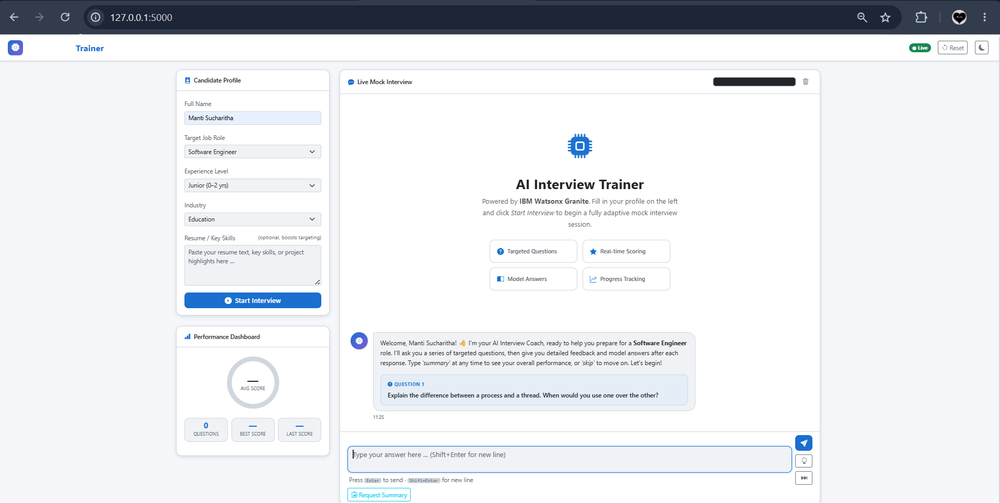 127.0.0.1:5000
Trainer
Live
Reset
Candidate Profile
Full Name
Manti Sucharitha
Target Job Role
Software Engineer
Experience Level
Junior (0–2 yrs)
Industry
Education
Resume / Key Skills (optional, boosts targeting)
Paste your resume text, key skills, or project
highlights here ...
Start Interview
Performance Dashboard
—
AVG SCORE
0
QUESTIONS
—
BEST SCORE
—
LAST SCORE
Live Mock Interview
AI Interview Trainer
Powered by IBM Watsonx Granite. Fill in your profile on the left
and click Start Interview to begin a fully adaptive mock interview
session.
Targeted Questions
Real-time Scoring
Model Answers
Progress Tracking
Welcome, Manti Sucharitha! 👋 I'm your AI Interview Coach, ready to help you prepare for a Software Engineer
role. I'll ask you a series of targeted questions, then give you detailed feedback and model answers after each
response. Type 'summary' at any time to see your overall performance, or 'skip' to move on. Let's begin!
QUESTION 1
Explain the difference between a process and a thread. When would you use one over the other?
11:25
Type your answer here ... (Shift+Enter for new line)
Press Enter to send · Shift+Enter for new line
Request Summary